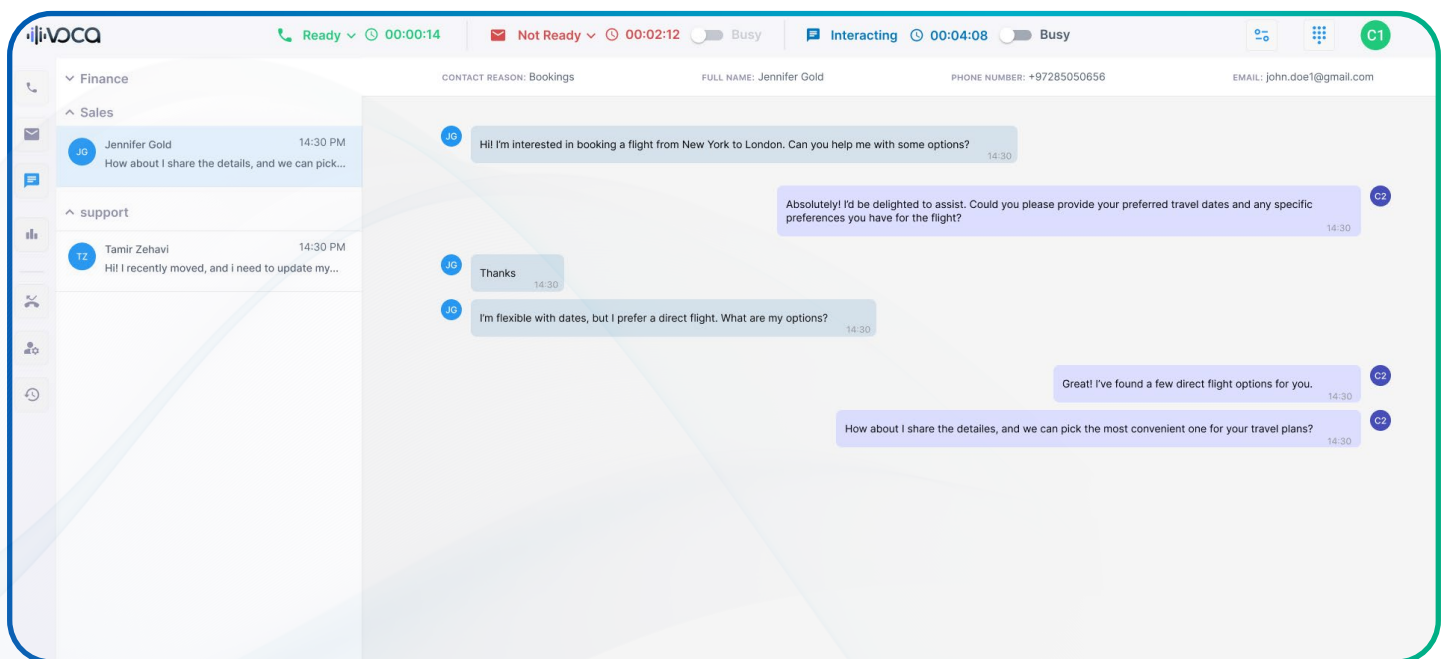 VOCA
Ready 00:00:14
Not Ready 00:02:12 Busy
Interacting 00:04:08 Busy
C1
Finance
Sales
JG Jennifer Gold 14:30 PM
How about I share the details, and we can pick...
support
TZ Tamir Zehavi 14:30 PM
Hi! I recently moved, and i need to update my...
CONTACT REASON: Bookings
FULL NAME: Jennifer Gold
PHONE NUMBER: +97285050656
EMAIL: john.doe1@gmail.com
JG
Hi! I'm interested in booking a flight from New York to London. Can you help me with some options?
14:30
C2
Absolutely! I'd be delighted to assist. Could you please provide your preferred travel dates and any specific
preferences you have for the flight?
14:30
JG
Thanks
14:30
JG
I'm flexible with dates, but I prefer a direct flight. What are my options?
14:30
C2
Great! I've found a few direct flight options for you.
14:30
C2
How about I share the detailes, and we can pick the most convenient one for your travel plans?
14:30